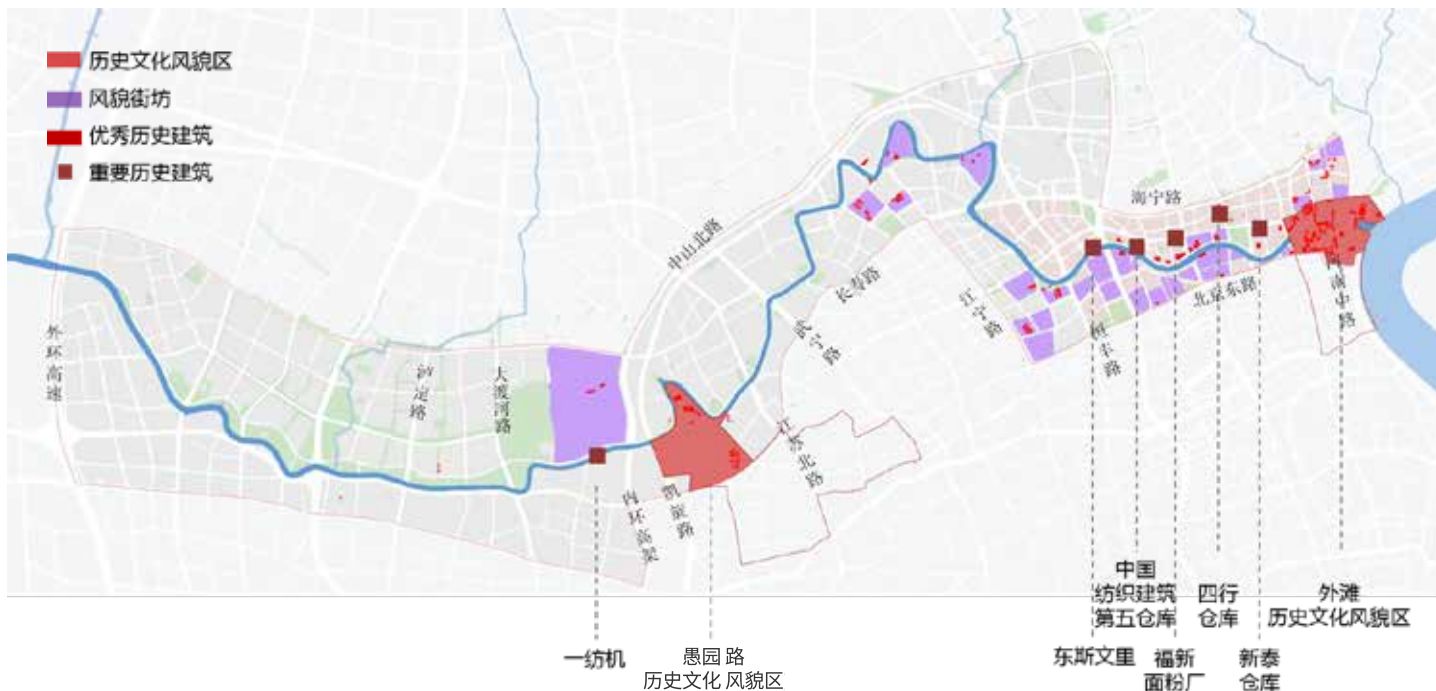 历史文化风貌区
风貌街坊
优秀历史建筑
重要历史建筑
海宁路
中山北路
长寿路
江宁路
北京东路
河南中路
武宁路
外环高速
泸定路
大渡河路
江苏北路
内环高架
凯旋路
中国
纺织建筑
第五仓库
四行
仓库
外滩
历史文化风貌区
一纺机
愚园 路
历史文化 风貌区
东斯文里
福新
面粉厂
新泰
仓库